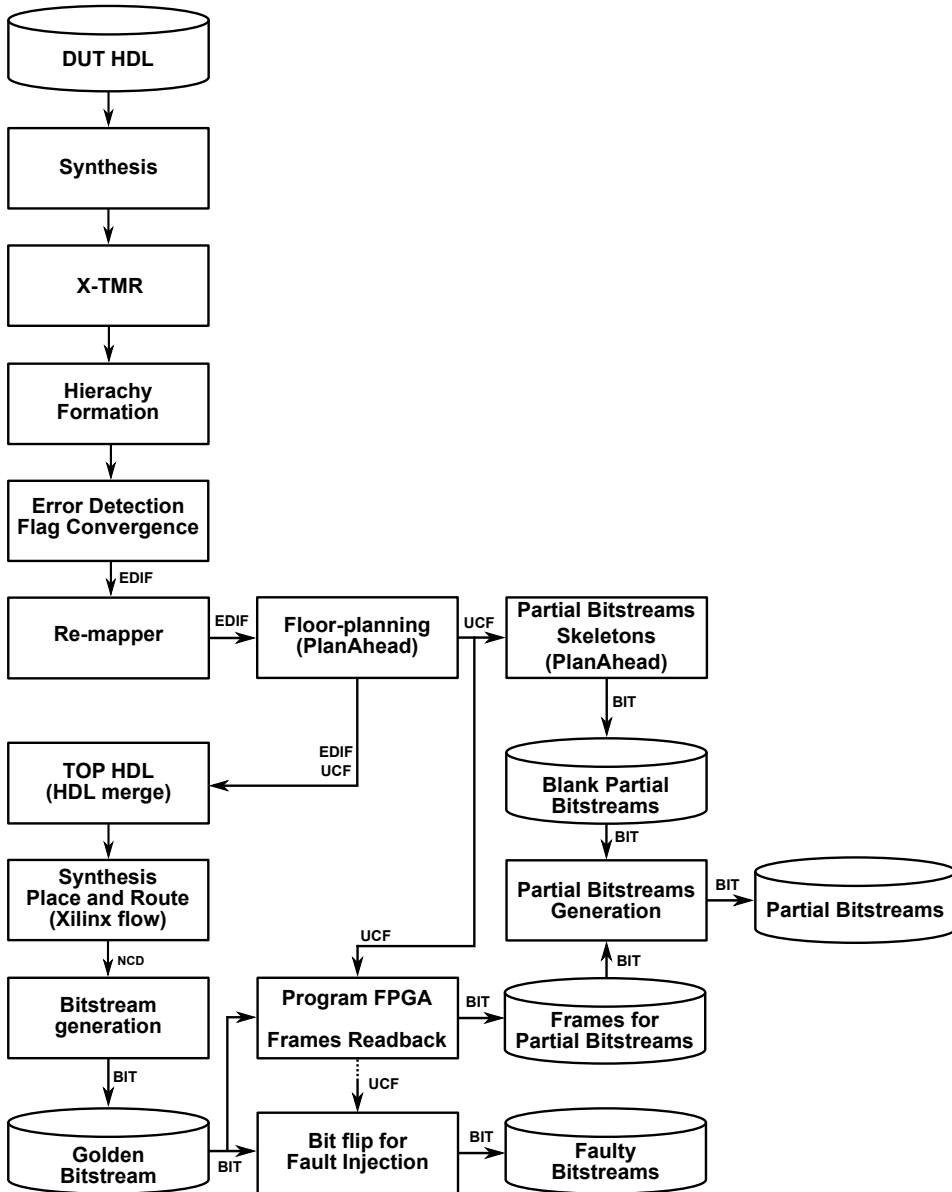 DUT HDL
Synthesis
X-TMR
Hierachy
Formation
Error Detection
Flag Convergence
EDIF
Re-mapper
EDIF
Floor-planning
(PlanAhead)
UCF
Partial Bitstreams
Skeletons
(PlanAhead)
BIT
EDIF
UCF
TOP HDL
(HDL merge)
Blank Partial
Bitstreams
BIT
Synthesis
Place and Route
(Xilinx flow)
Partial Bitstreams
Generation
BIT
Partial Bitstreams
NCD
UCF
BIT
Bitstream
generation
Program FPGA
Frames Readback
BIT
Frames for
Partial Bitstreams
BIT
UCF
Golden
Bitstream
BIT
Bit flip for
Fault Injection
BIT
Faulty
Bitstreams